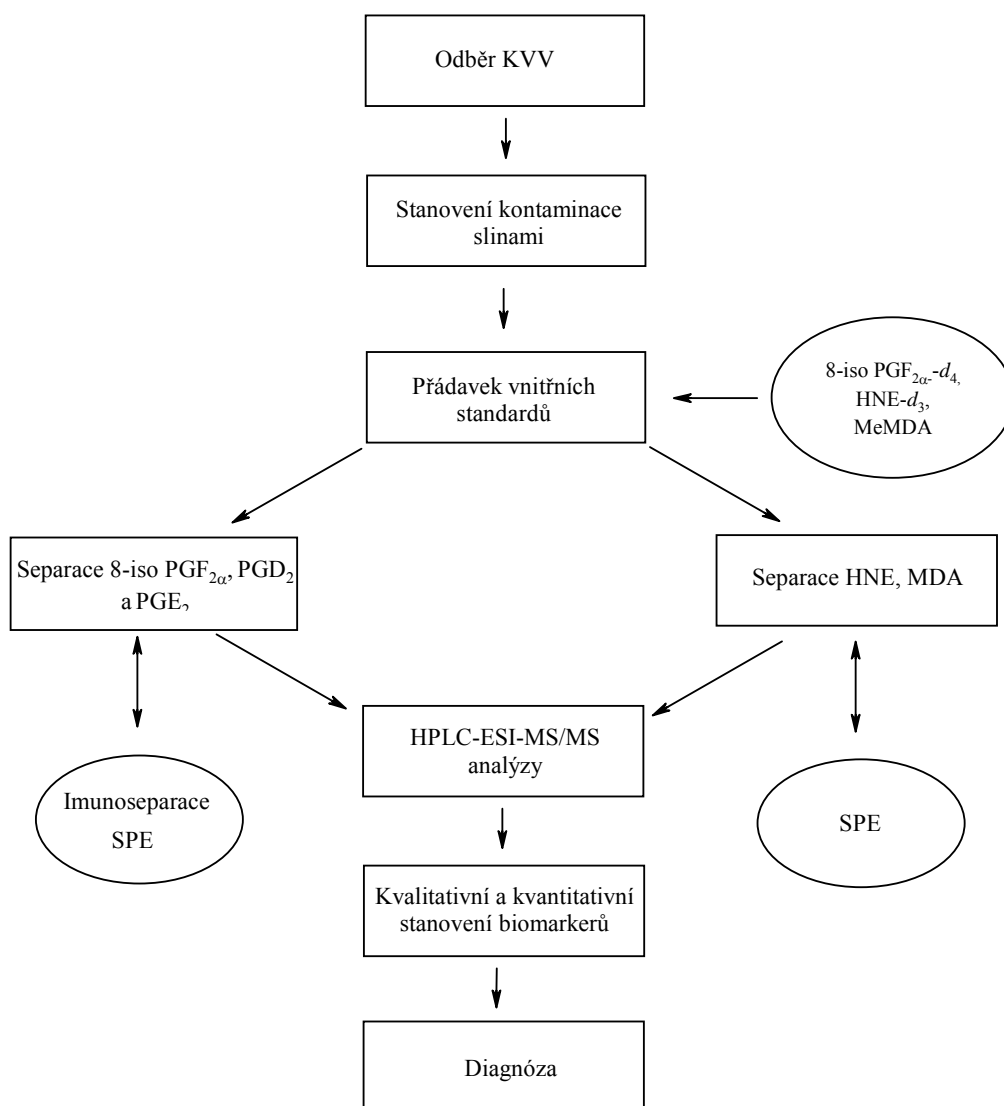 Odběr KVV
Stanovení kontaminace
slinami
Přádavek vnitřních
standardů
8-iso PGF2α--d4,
HNE-d3,
MeMDA
Separace 8-iso PGF2α, PGD2
a PGE2
Separace HNE, MDA
HPLC-ESI-MS/MS
analýzy
Imunoseparace
SPE
SPE
Kvalitativní a kvantitativní
stanovení biomarkerů
Diagnóza